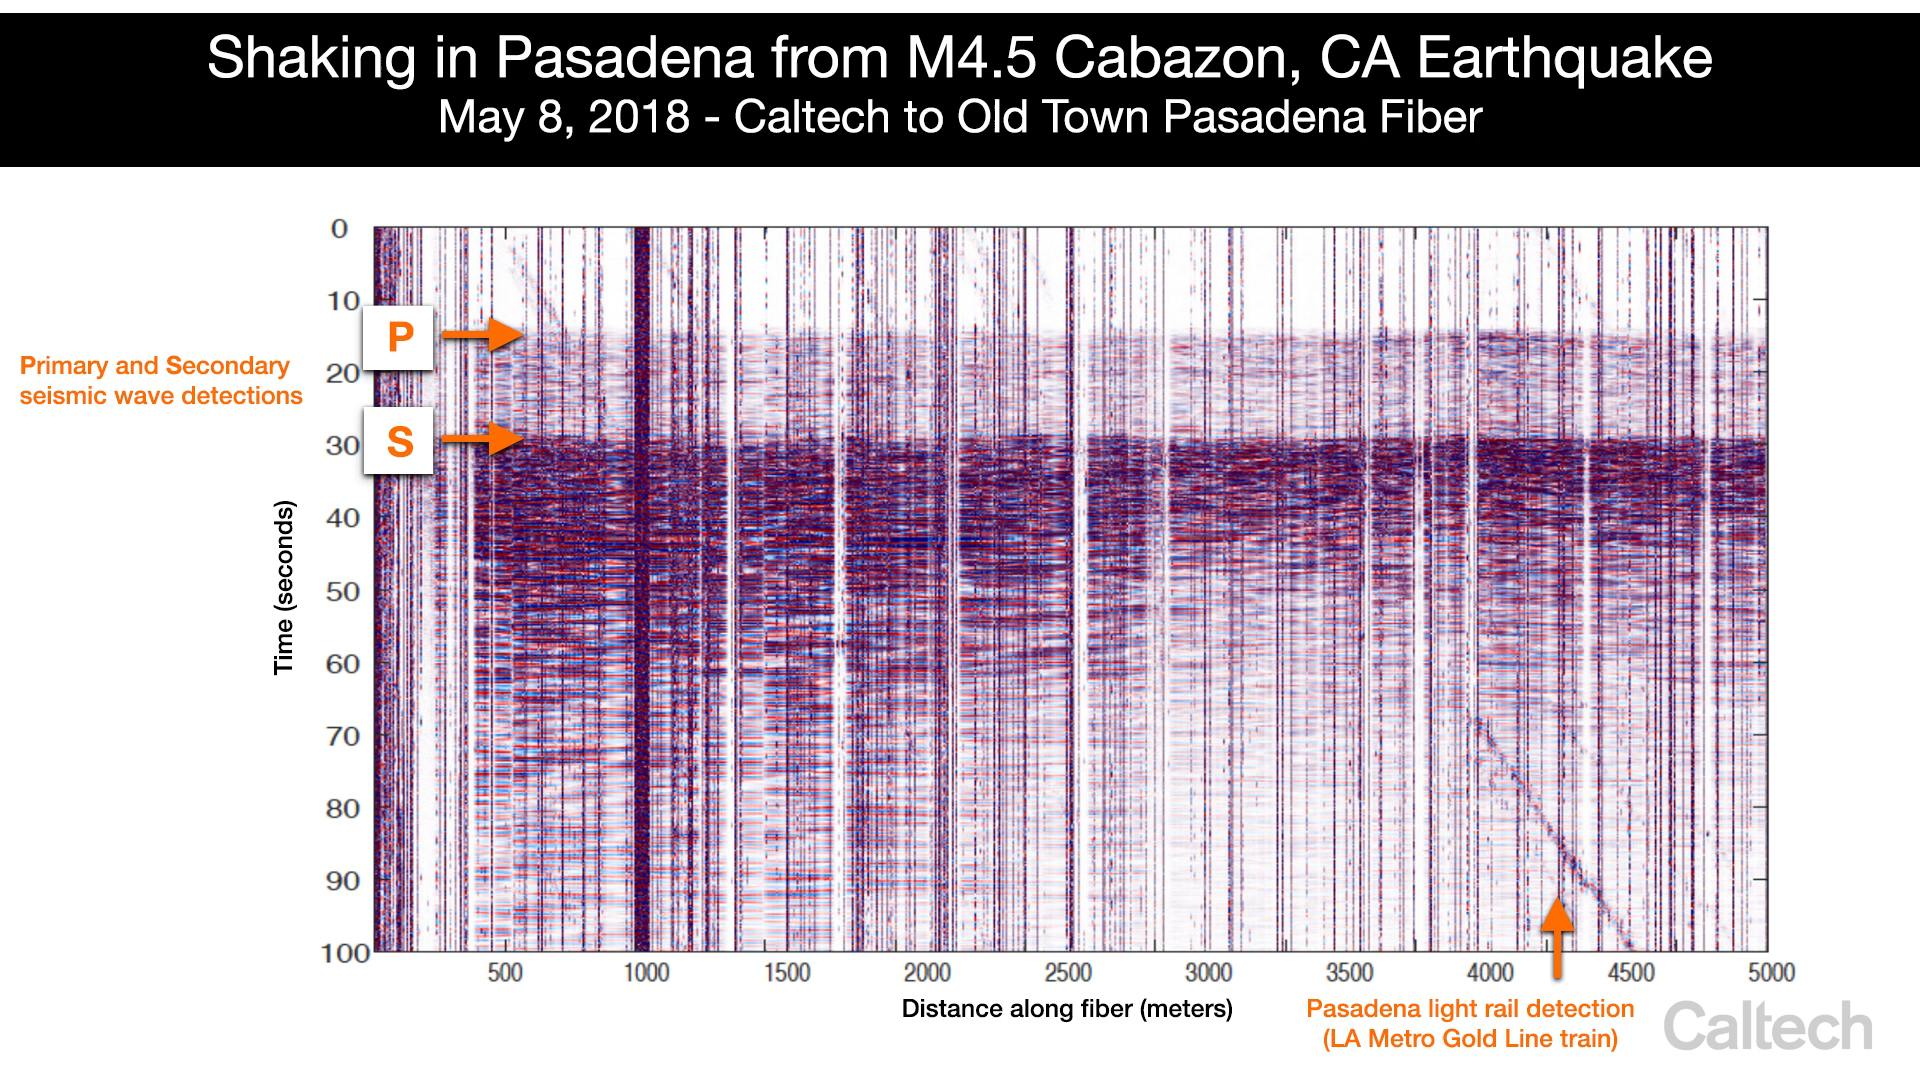 Shaking in Pasadena from M4.5 Cabazon, CA Earthquake
May 8, 2018 - Caltech to Old Town Pasadena Fiber
0
10
P
Primary and Secondary
seismic wave detections
20
S
30
40
50
Time (seconds)
60
70
80
90
100
500 1000 1500 2000 2500 3000 3500 4000 4500 5000
Distance along fiber (meters)
Pasadena light rail detection
(LA Metro Gold Line train)
Caltech